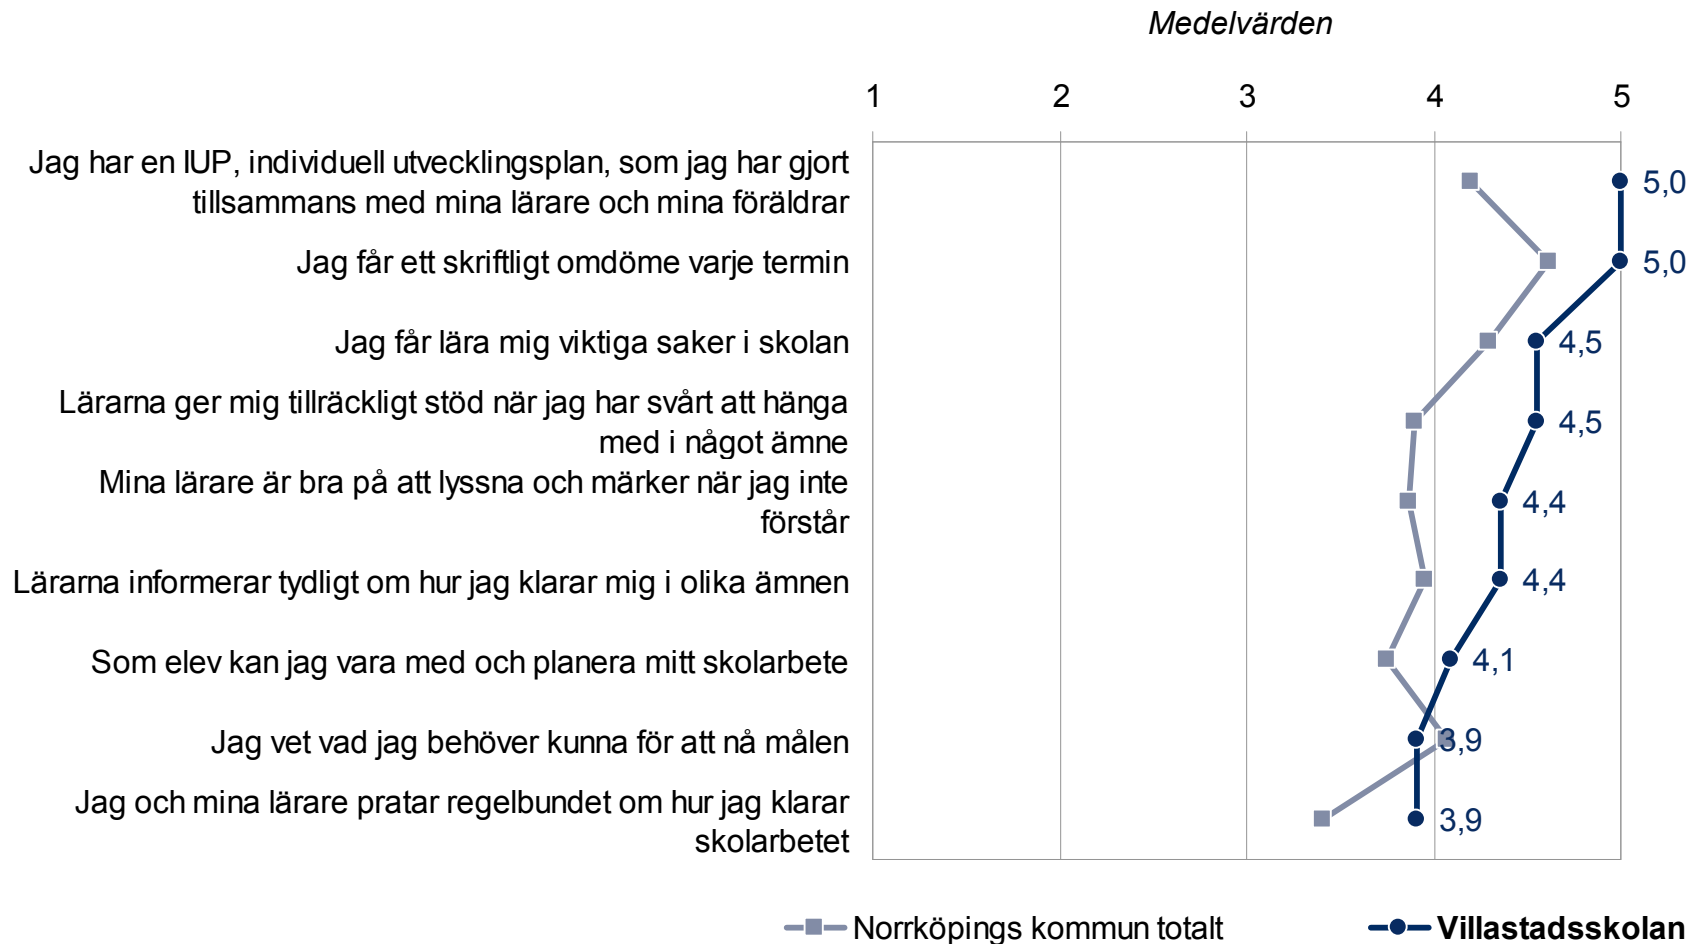 Medelvärden
1 2 3 4 5
Jag har en IUP, individuell utvecklingsplan, som jag har gjort
tillsammans med mina lärare och mina föräldrar
5,0
Jag får ett skriftligt omdöme varje termin
5,0
Jag får lära mig viktiga saker i skolan
4,5
Lärarna ger mig tillräckligt stöd när jag har svårt att hänga
med i något ämne
4,5
Mina lärare är bra på att lyssna och märker när jag inte
förstår
4,4
Lärarna informerar tydligt om hur jag klarar mig i olika ämnen
4,4
Som elev kan jag vara med och planera mitt skolarbete
4,1
Jag vet vad jag behöver kunna för att nå målen
3,9
Jag och mina lärare pratar regelbundet om hur jag klarar
skolarbetet
3,9
Norrköpings kommun totalt
Villastadsskolan